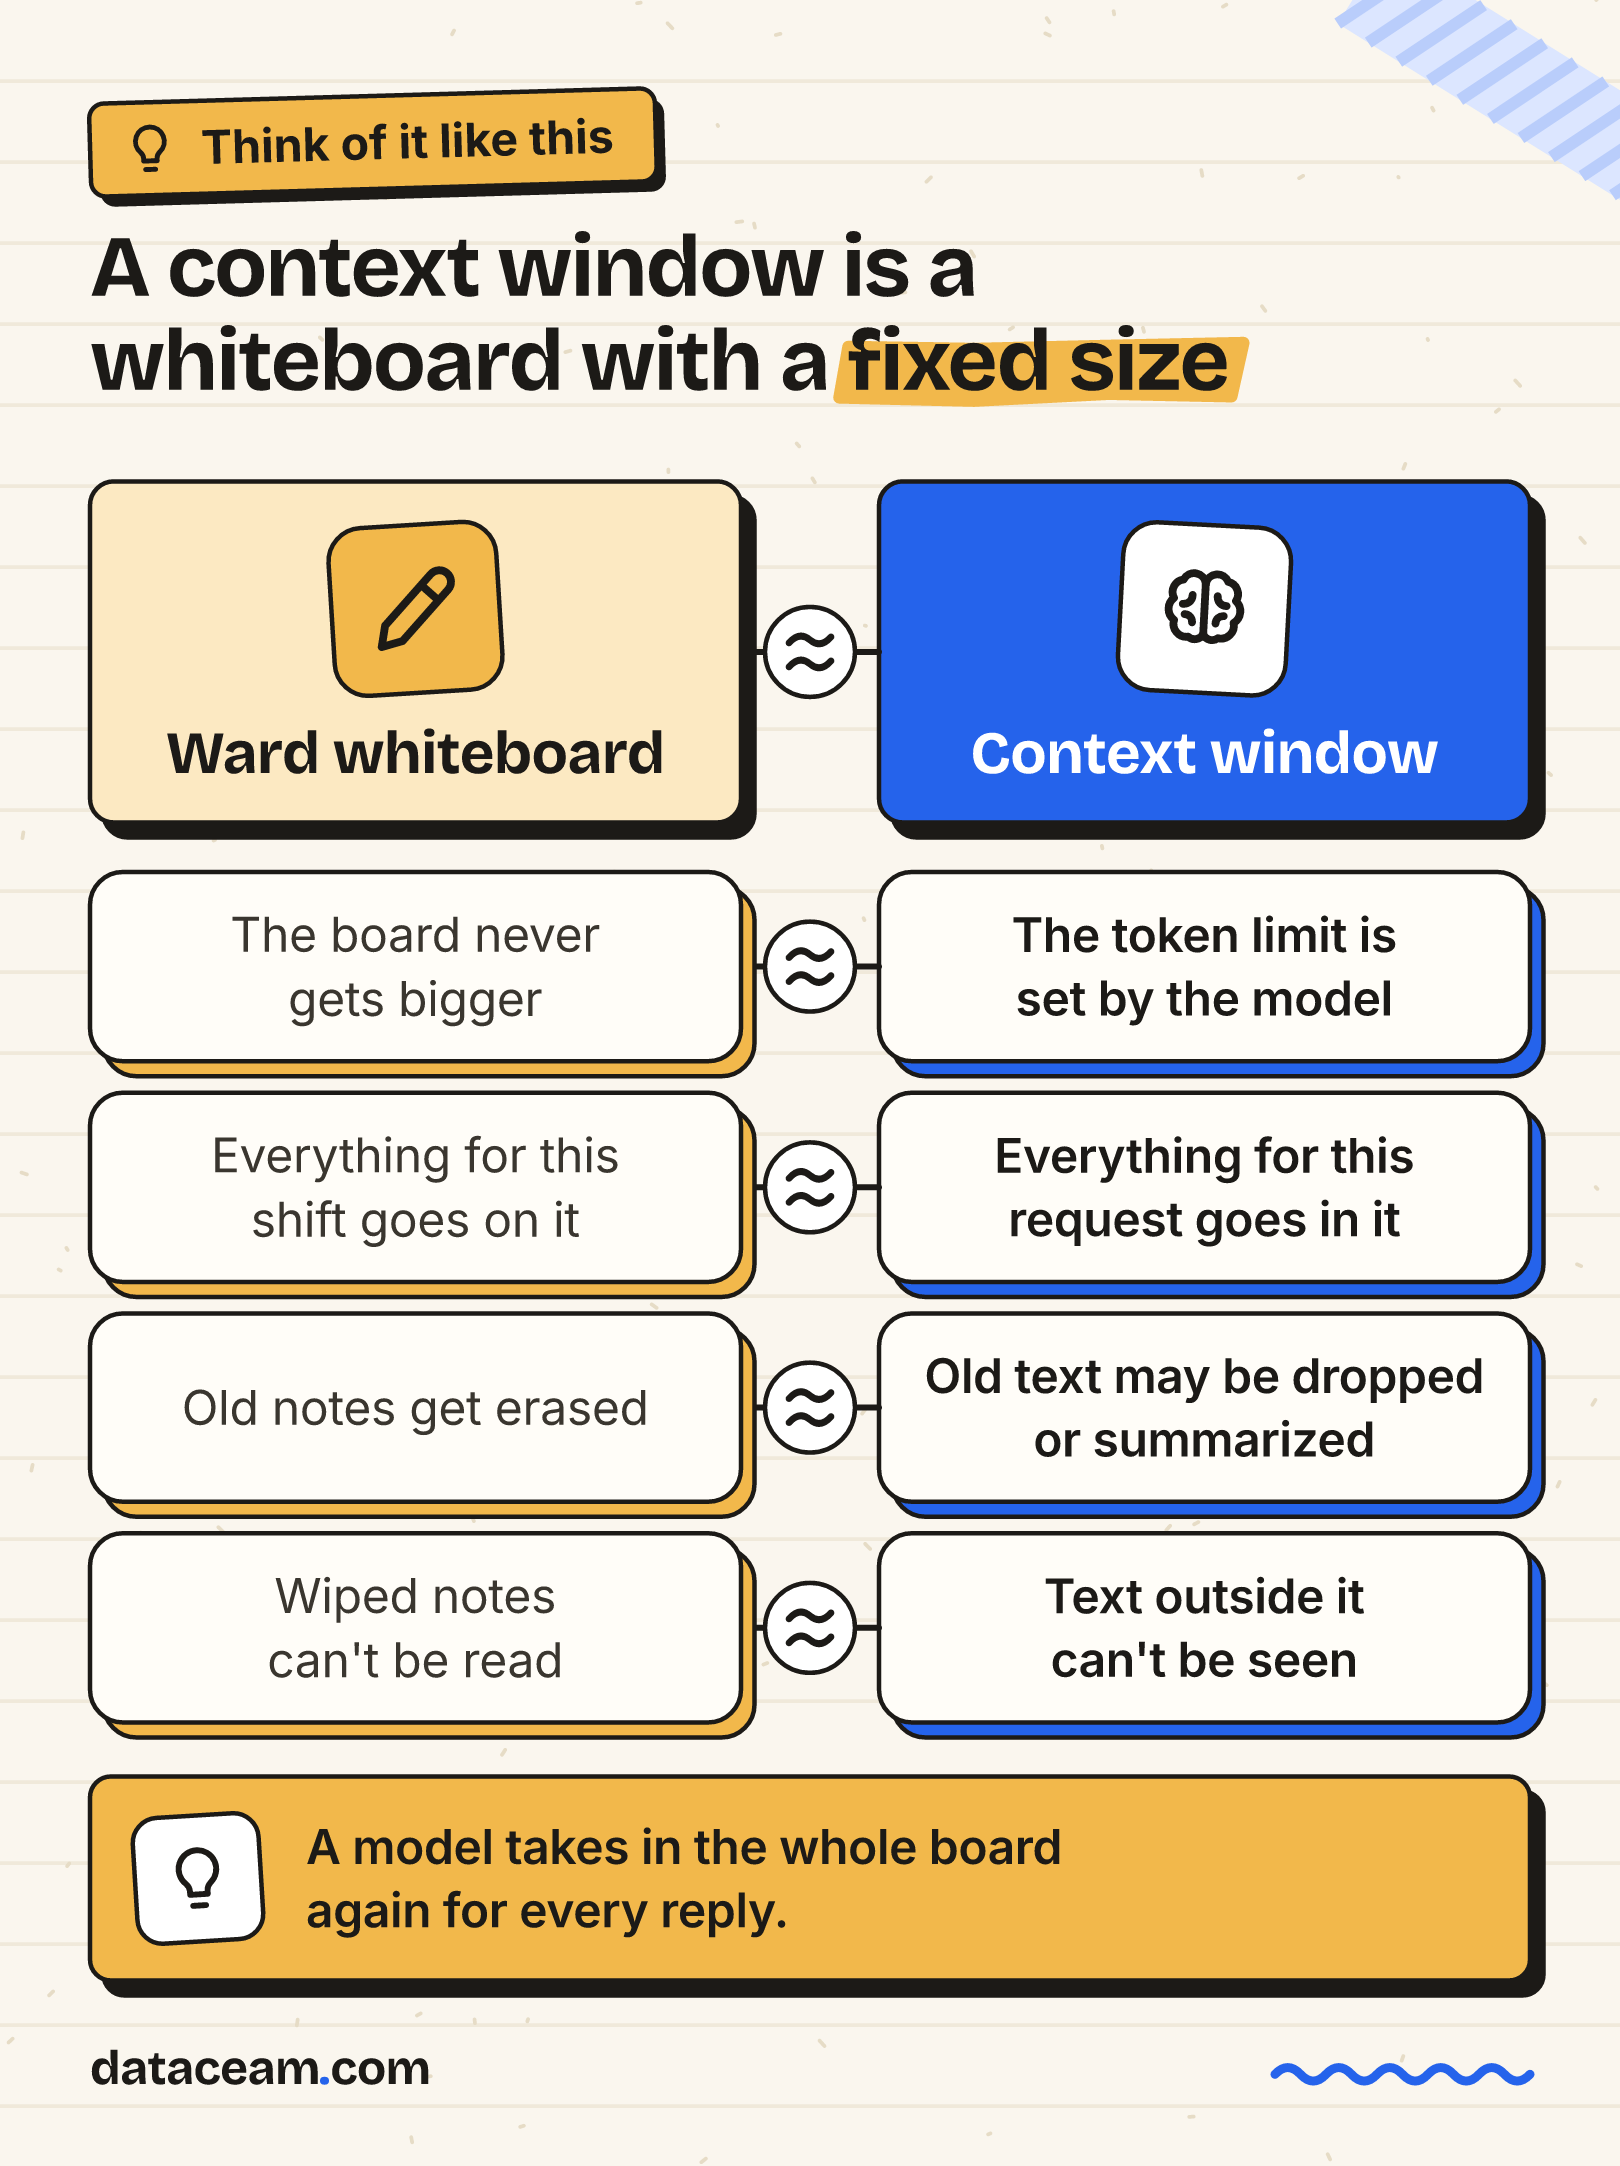 Think of it like this
A context window is a
whiteboard with a fixed size
Ward whiteboard
Context window
The board never
gets bigger
The token limit is
set by the model
Everything for this
shift goes on it
Everything for this
request goes in it
Old notes get erased
Old text may be dropped
or summarized
Wiped notes
can't be read
Text outside it
can't be seen
A model takes in the whole board
again for every reply.
dataceam.com